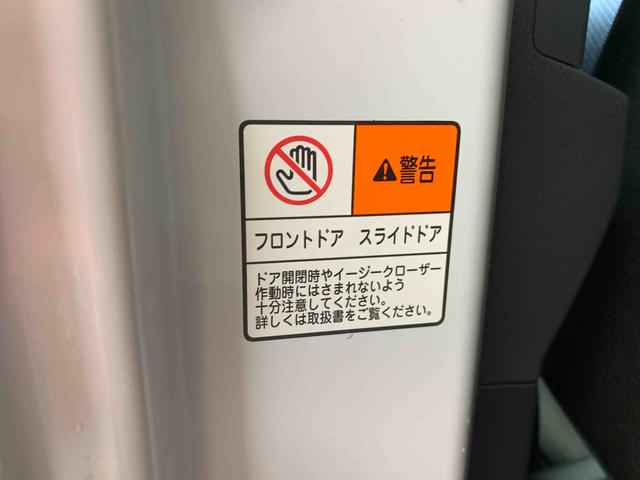 警告
フロントドア スライドドア
ドア開閉時やイージークローザー
作動時にはさまれないよう
十分注意してください。
詳しくは取扱書をご覧ください。